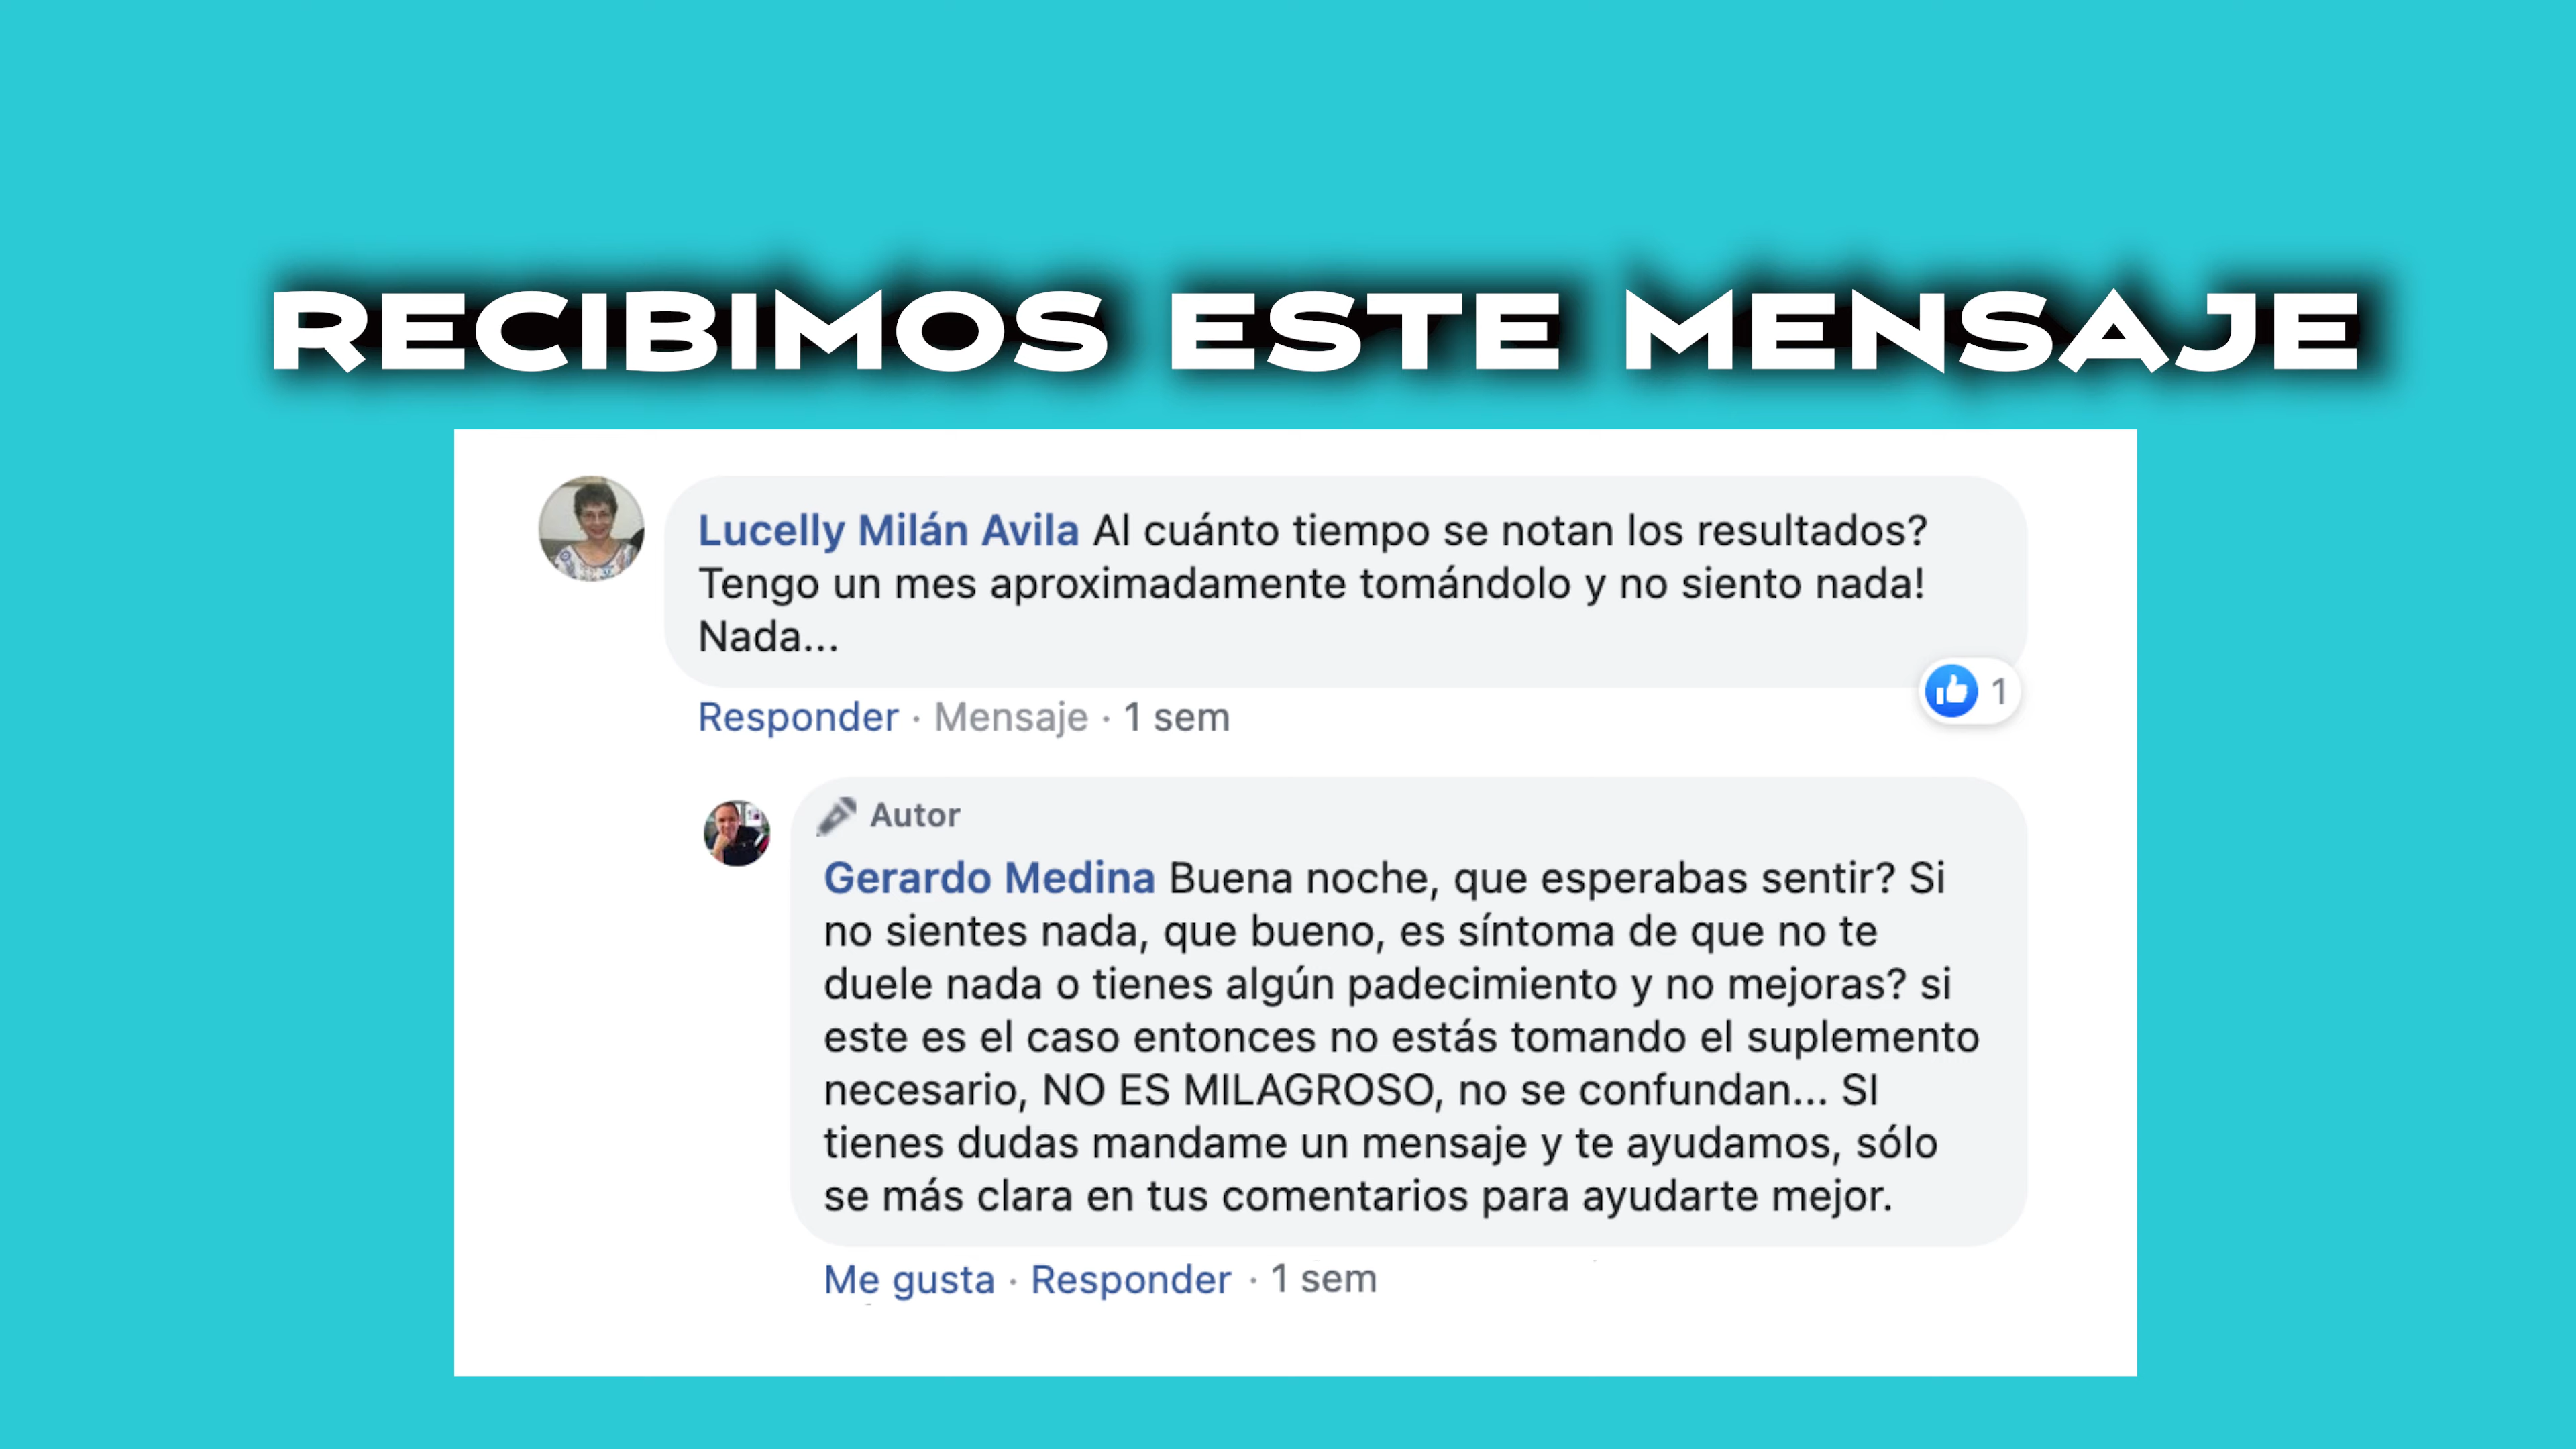 RECIBIMOS ESTE MENSAJE
Lucelly Milán Avila Al cuánto tiempo se notan los resultados?
Tengo un mes aproximadamente tomándolo y no siento nada!
Nada...
1
Responder · Mensaje · 1 sem
Autor
Gerardo Medina Buena noche, que esperabas sentir? Si
no sientes nada, que bueno, es síntoma de que no te
duele nada o tienes algún padecimiento y no mejoras? si
este es el caso entonces no estás tomando el suplemento
necesario, NO ES MILAGROSO, no se confundan... SI
tienes dudas mandame un mensaje y te ayudamos, sólo
se más clara en tus comentarios para ayudarte mejor.
Me gusta · Responder · 1 sem